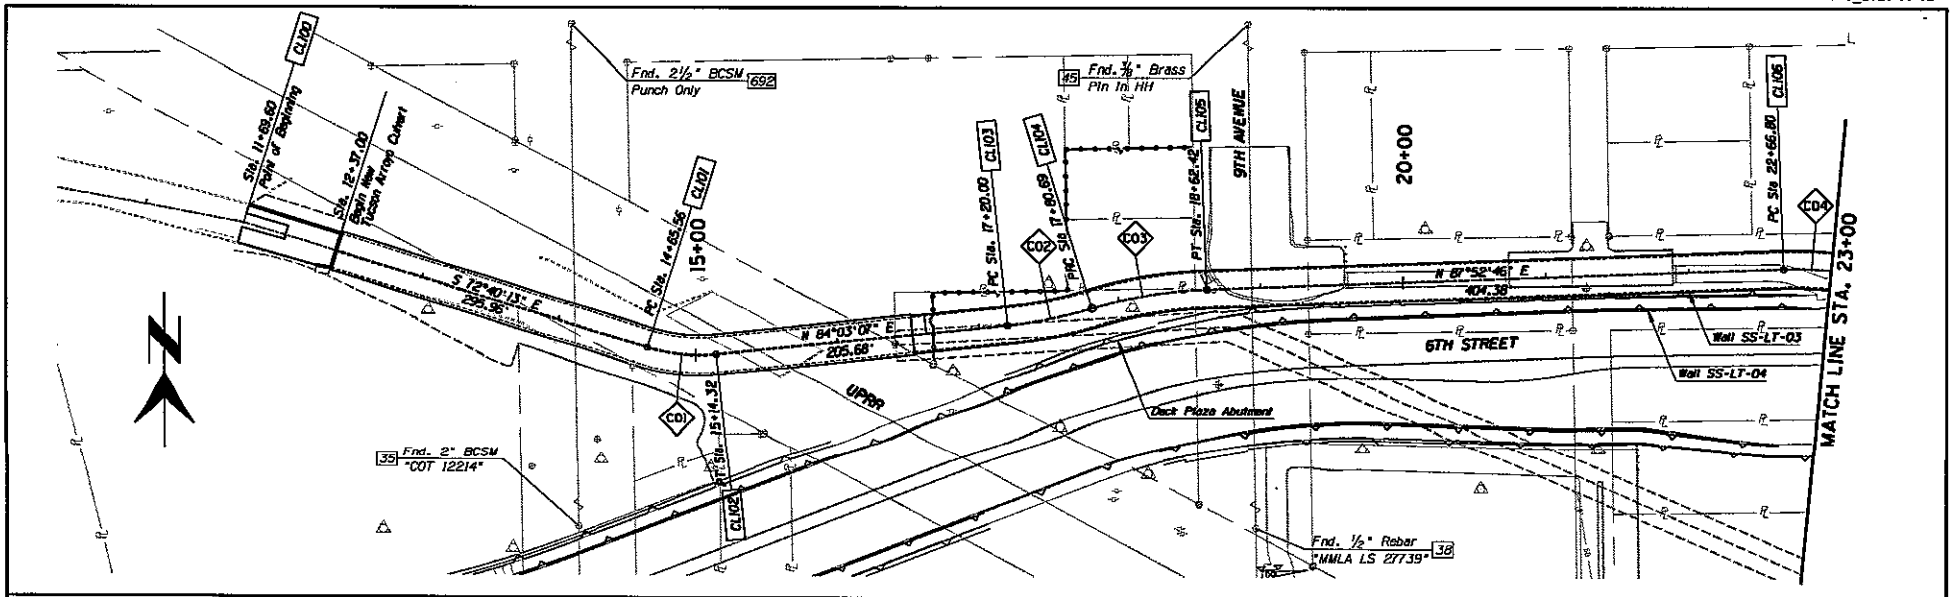 CL100
Sta. 11+69.60
Point of Beginning
Sta. 12+37.00
Begin New
Tucson Arroyo Culvert
S 72°40'13" E
295.96'
Fnd. 2½" BCSM 692
Punch Only
PC Sta. 14+65.56
CL101
15+00
C01
PT Sta. 15+14.32
CL102
N 84°03'07" E
205.68'
UPRR
35 Fnd. 2" BCSM
"COT 12214"
N
CL103
PC Sta. 17+20.00
CL104
PRC Sta 17+80.69
C02
C03
45 Fnd. ⅜" Brass
Pin In HH
CL105
PT Sta. 18+62.42
9TH AVENUE
20+00
N 87°52'46" E
404.38
6TH STREET
Deck Plaza Abutment
Wall SS-LT-03
Wall SS-LT-04
CL106
PC Sta 22+66.80
C04
MATCH LINE STA. 23+00
Fnd. ½" Rebar 38
"MMLA LS 27739"